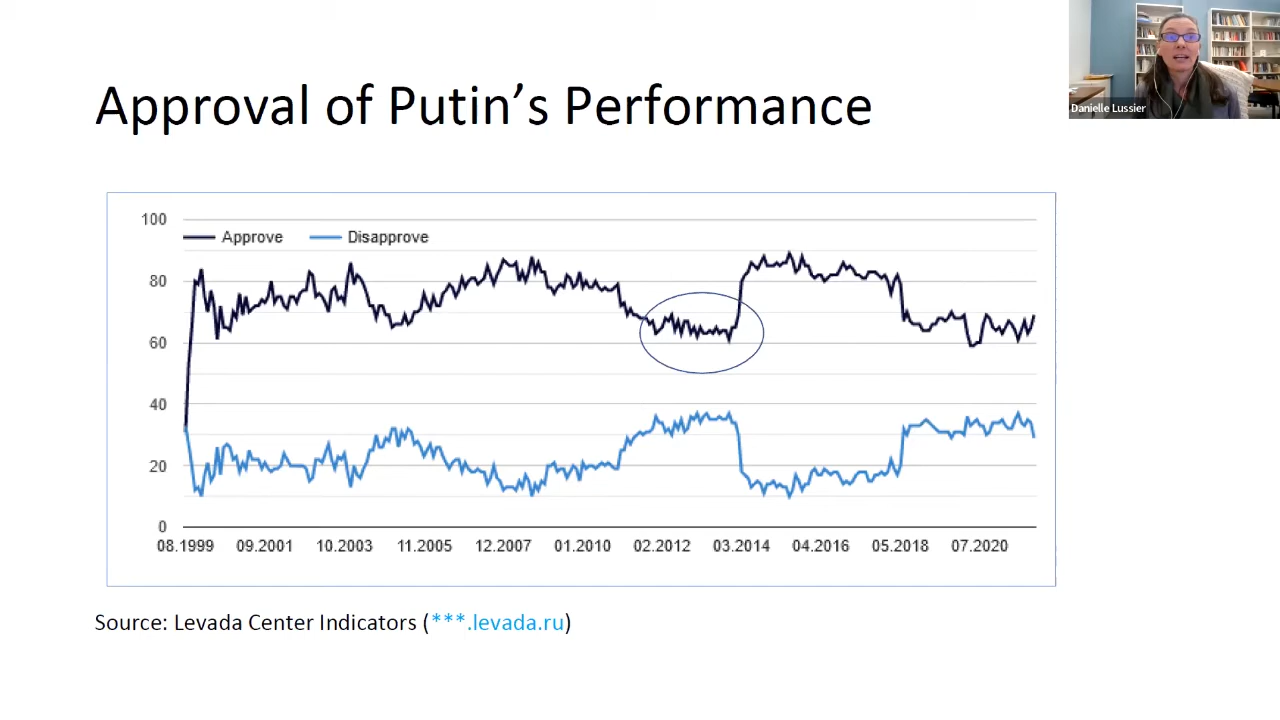 Approval of Putin’s Performance
Danielle Lussier
100
Approve Disapprove
80
60
40
20
0
08.1999 09.2001 10.2003 11.2005 12.2007 01.2010 02.2012 03.2014 04.2016 05.2018 07.2020
Source: Levada Center Indicators (***.levada.ru)